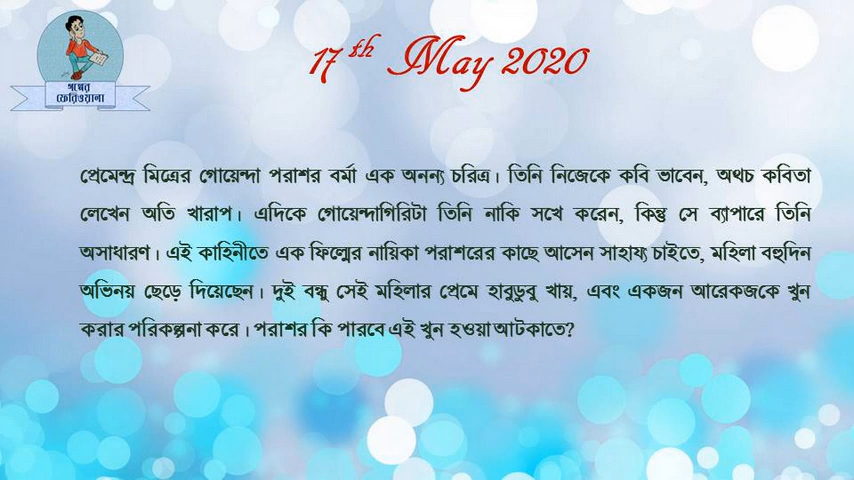 গল্পের
ফেরিওয়ালা
17th May 2020
প্রেমেন্দ্র মিত্রের গোয়েন্দা পরাশর বর্মা এক অনন্য চরিত্র। তিনি নিজেকে কবি ভাবেন, অথচ কবিতা
লেখেন অতি খারাপ। এদিকে গোয়েন্দাগিরিটা তিনি নাকি সখে করেন, কিন্তু সে ব্যাপারে তিনি
অসাধারণ। এই কাহিনীতে এক ফিল্মের নায়িকা পরাশরের কাছে আসেন সাহায্য চাইতে, মহিলা বহুদিন
অভিনয় ছেড়ে দিয়েছেন। দুই বন্ধু সেই মহিলার প্রেমে হাবুডুবু খায়, এবং একজন আরেকজকে খুন
করার পরিকল্পনা করে। পরাশর কি পারবে এই খুন হওয়া আটকাতে?